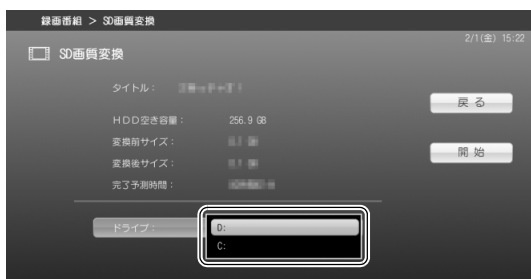 録画番組 ＞ SD画質変換
2/1(金) 15:22
SD画質変換
タイトル：
戻る
HDD空き容量： 256.9 GB
変換前サイズ：
開始
変換後サイズ：
完了予測時間：
ドライブ： D:
C: